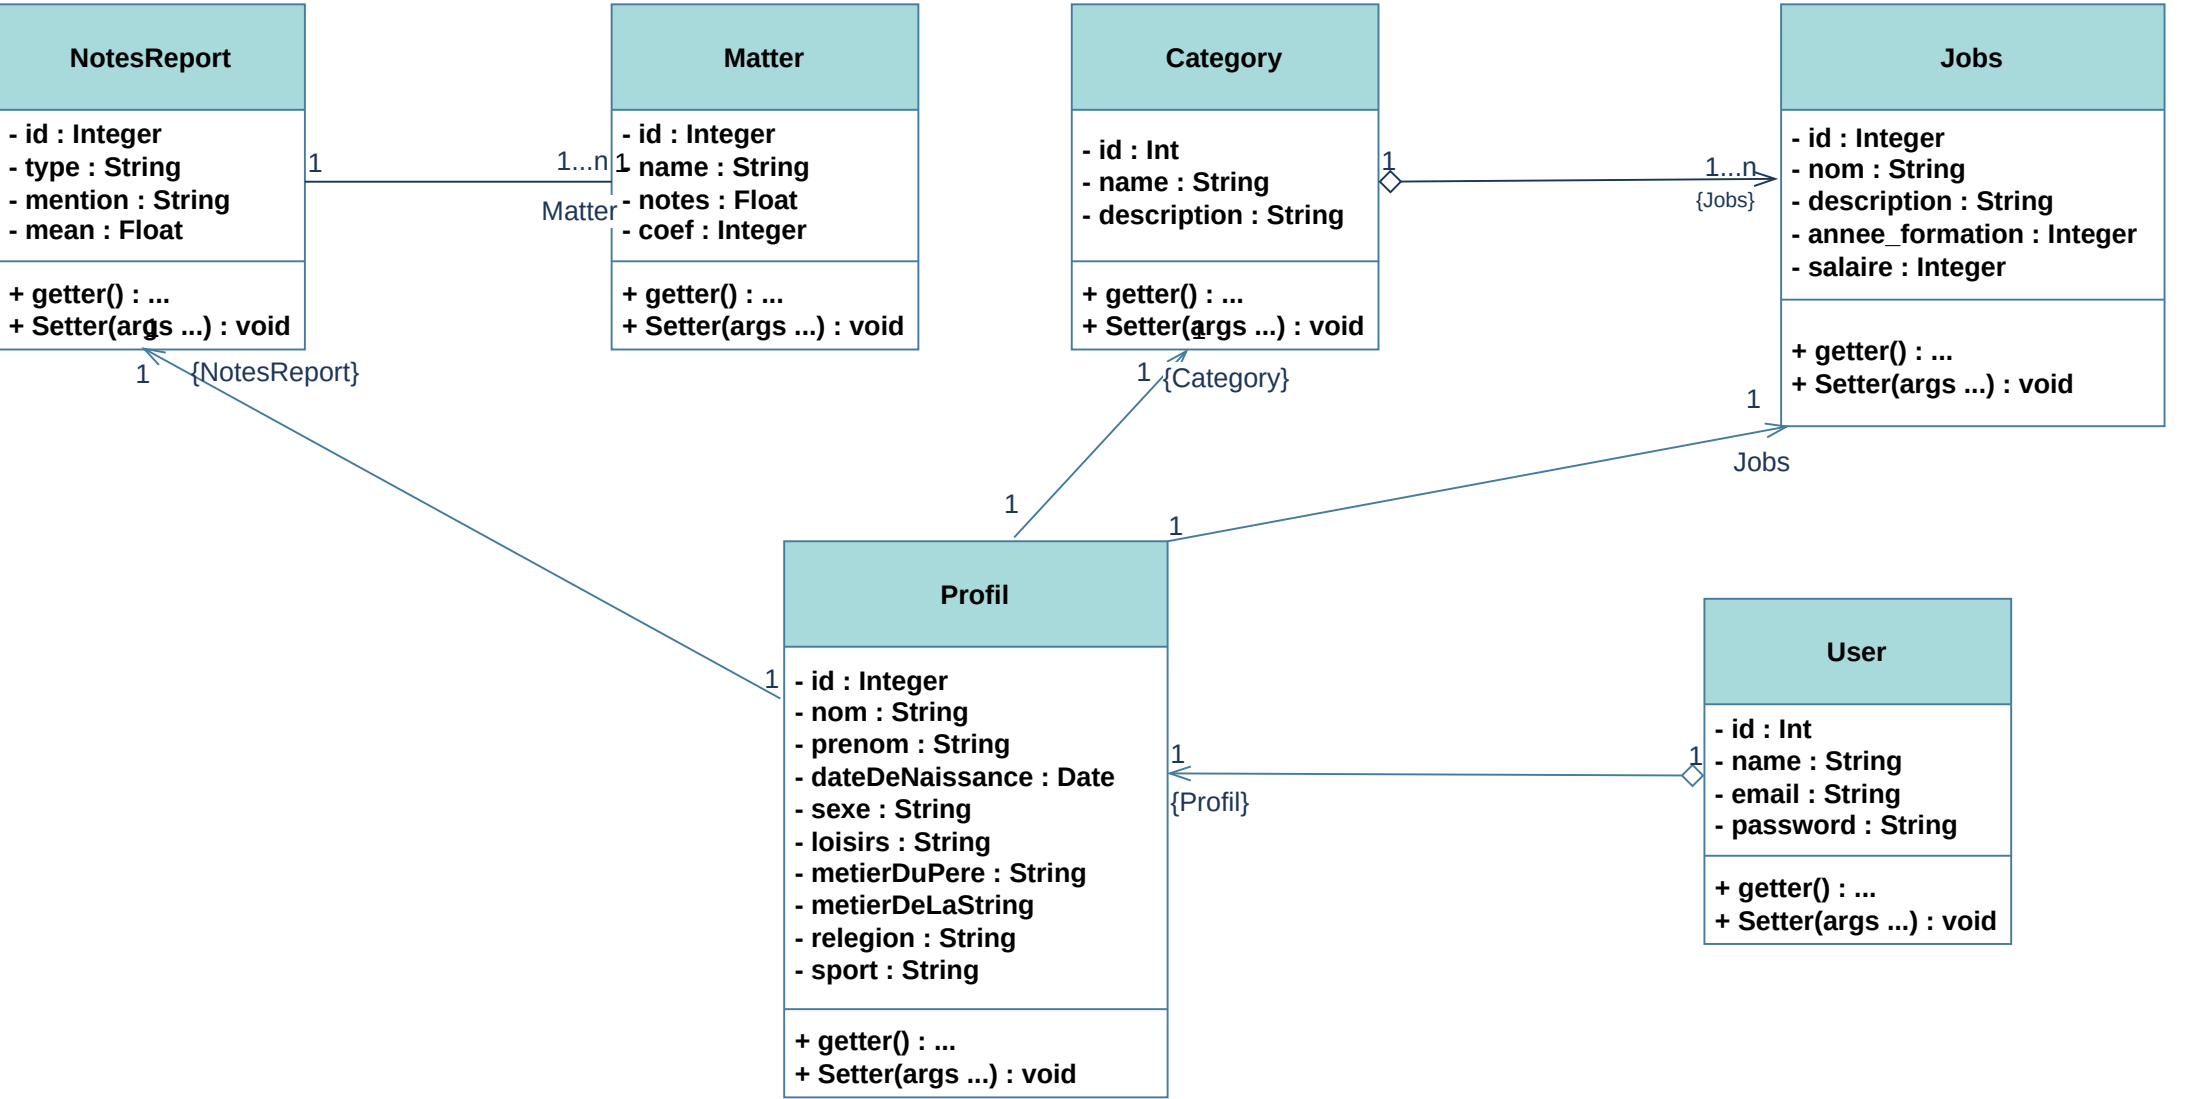 NotesReport
- id : Integer
- type : String
- mention : String
- mean : Float
+ getter() : ...
+ Setter(args ...) : void
1
1
{NotesReport}
1
1...n
1
Matter
Matter
- id : Integer
- name : String
- notes : Float
- coef : Integer
+ getter() : ...
+ Setter(args ...) : void
Category
- id : Int
- name : String
- description : String
+ getter() : ...
+ Setter(args ...) : void
1
1
{Category}
1
1...n
{Jobs}
Jobs
- id : Integer
- nom : String
- description : String
- annee_formation : Integer
- salaire : Integer
+ getter() : ...
+ Setter(args ...) : void
1
Jobs
1
1
1
Profil
- id : Integer
- nom : String
- prenom : String
- dateDeNaissance : Date
- sexe : String
- loisirs : String
- metierDuPere : String
- metierDeLaString
- relegion : String
- sport : String
+ getter() : ...
+ Setter(args ...) : void
1
{Profil}
1
User
- id : Int
- name : String
- email : String
- password : String
+ getter() : ...
+ Setter(args ...) : void